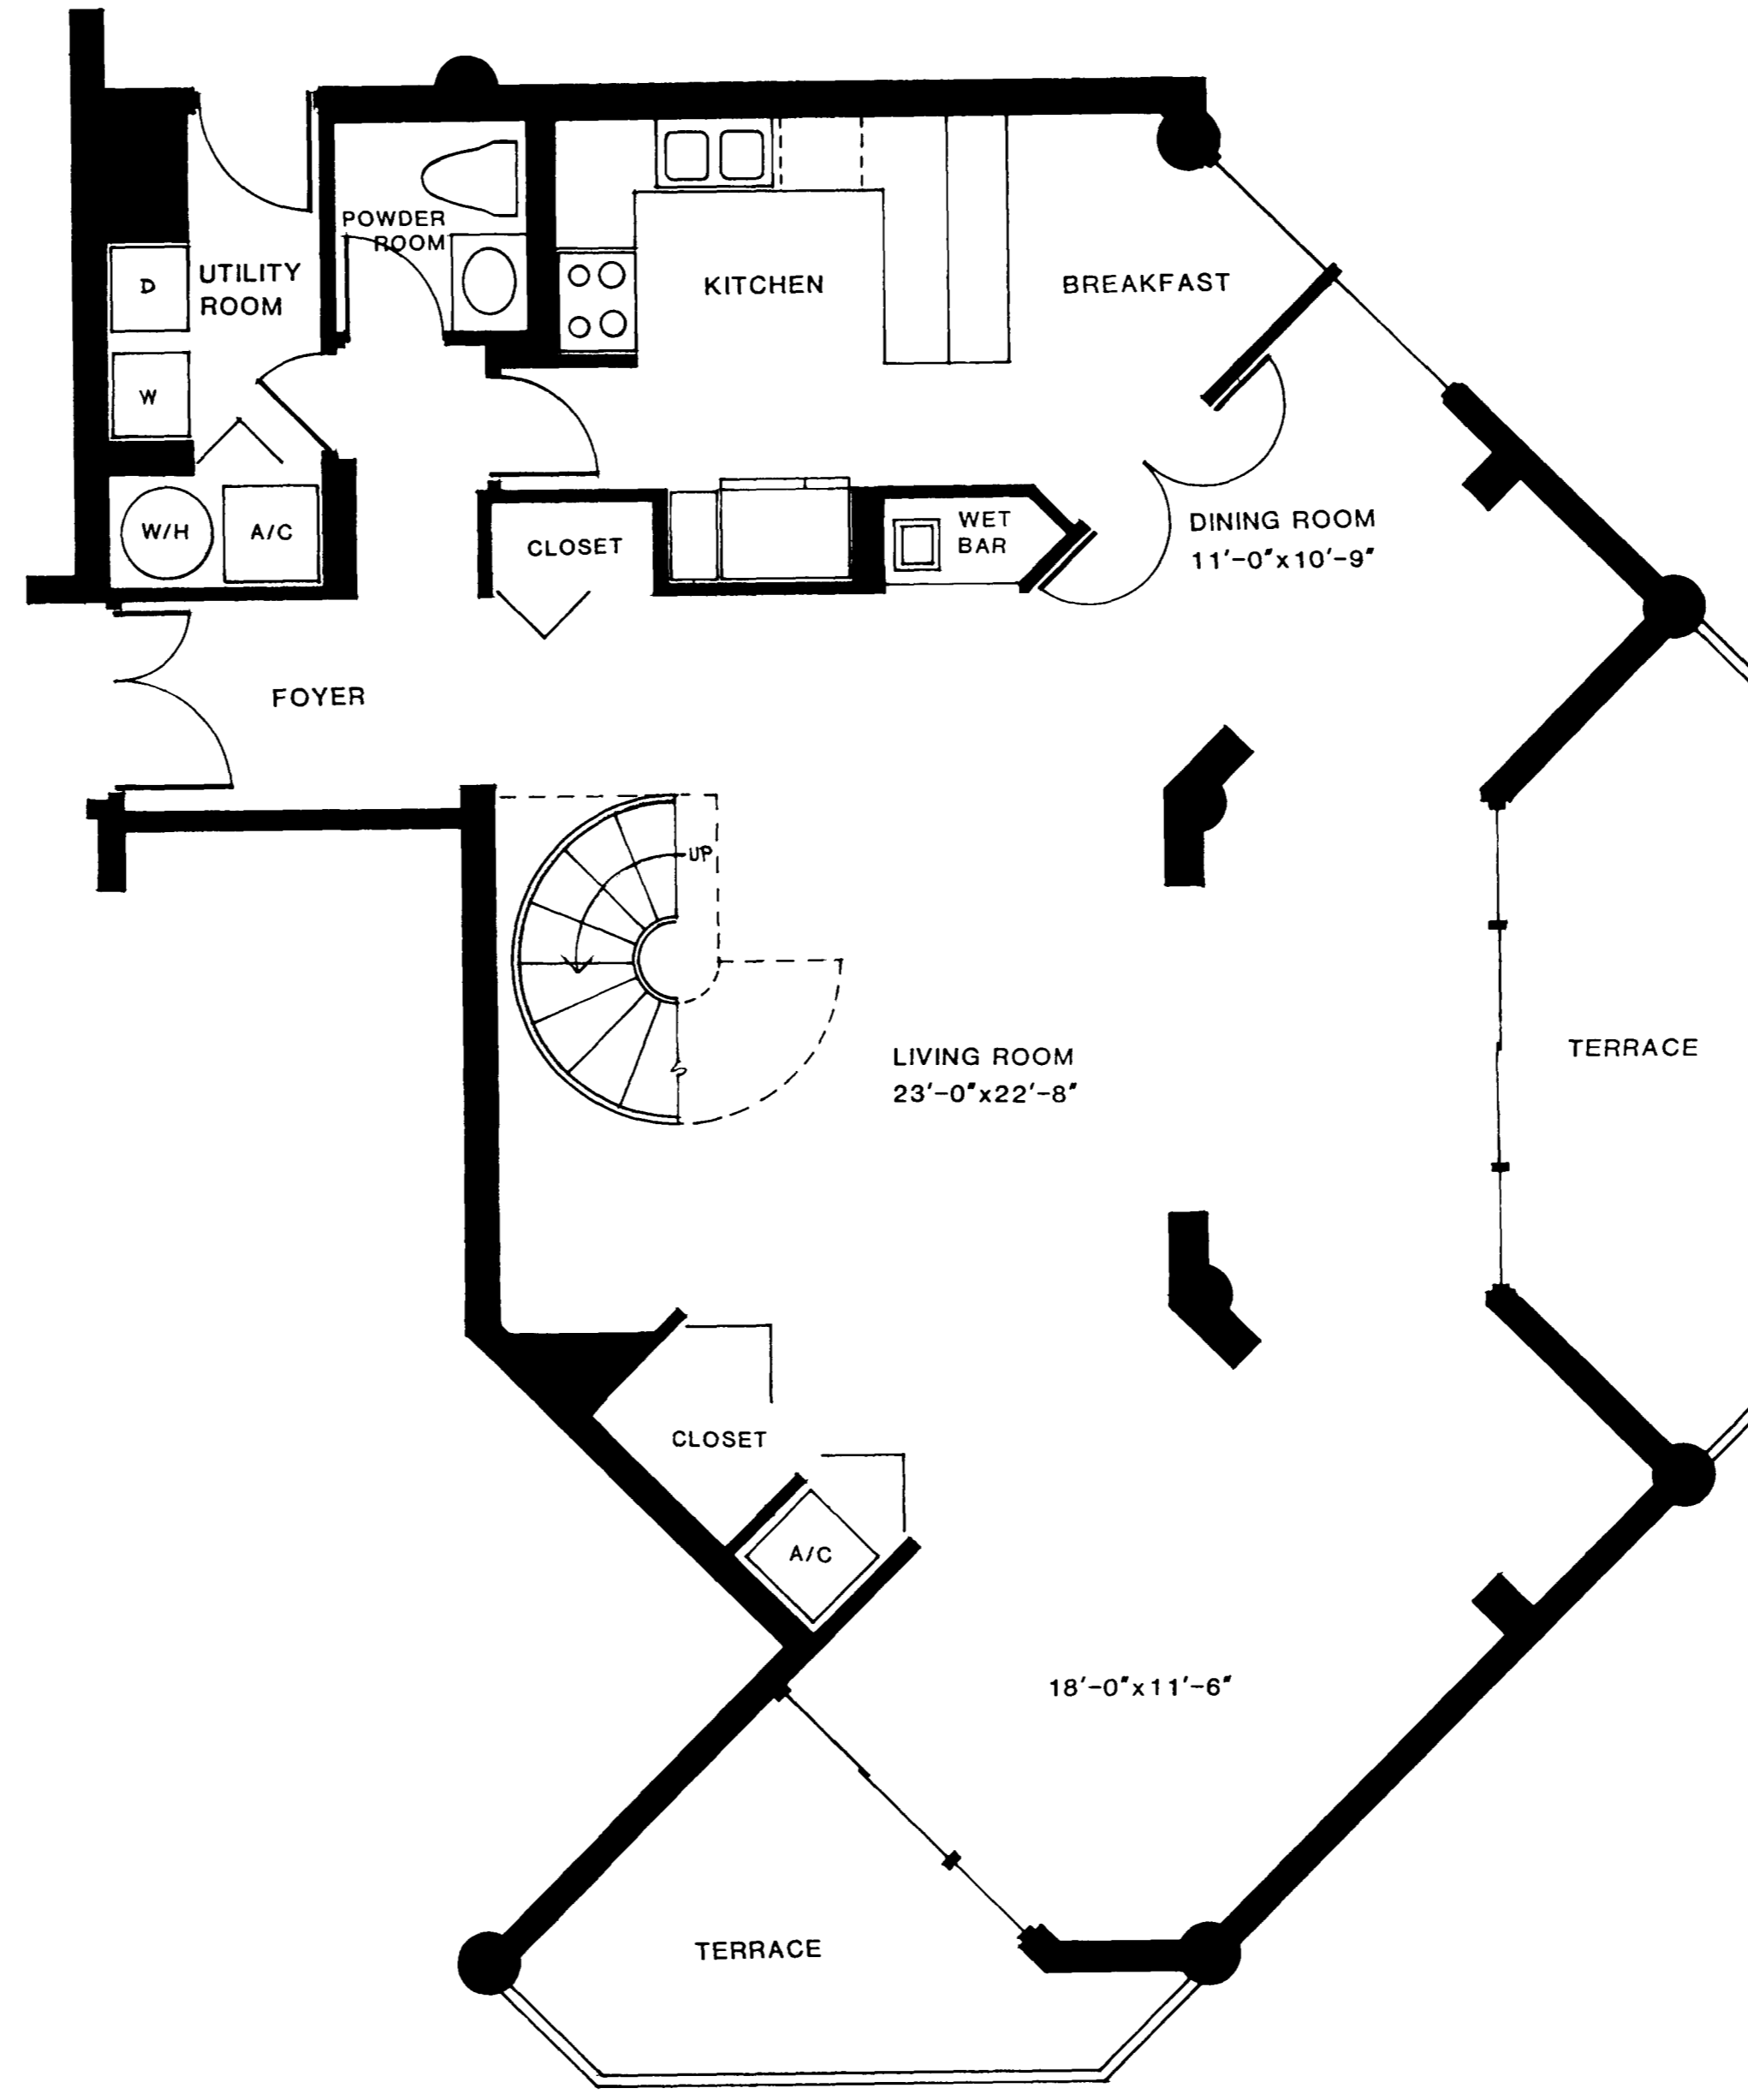 POWDER
ROOM
D
UTILITY
ROOM
KITCHEN
BREAKFAST
W
W/H
A/C
CLOSET
WET
BAR
DINING ROOM
11'-0"x10'-9"
FOYER
UP
LIVING ROOM
23'-0"x22'-8"
TERRACE
CLOSET
A/C
18'-0"x11'-6"
TERRACE